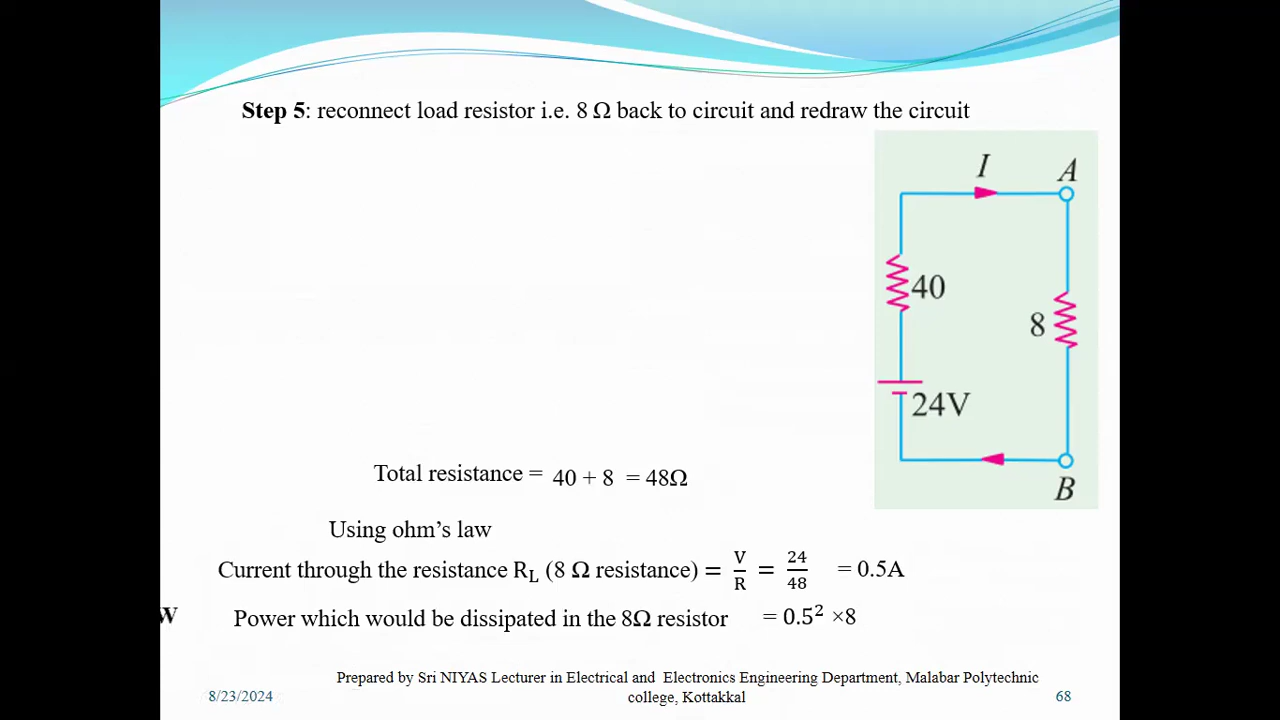 Step 5: reconnect load resistor i.e. 8 Ω back to circuit and redraw the circuit
I
A
40
8
24V
B
Total resistance = 40 + 8 = 48Ω
Using ohm’s law
Current through the resistance R_L (8 Ω resistance) = V/R = 24/48 = 0.5A
W Power which would be dissipated in the 8Ω resistor = 0.5² ×8
Prepared by Sri NIYAS Lecturer in Electrical and Electronics Engineering Department, Malabar Polytechnic
8/23/2024 college, Kottakkal 68